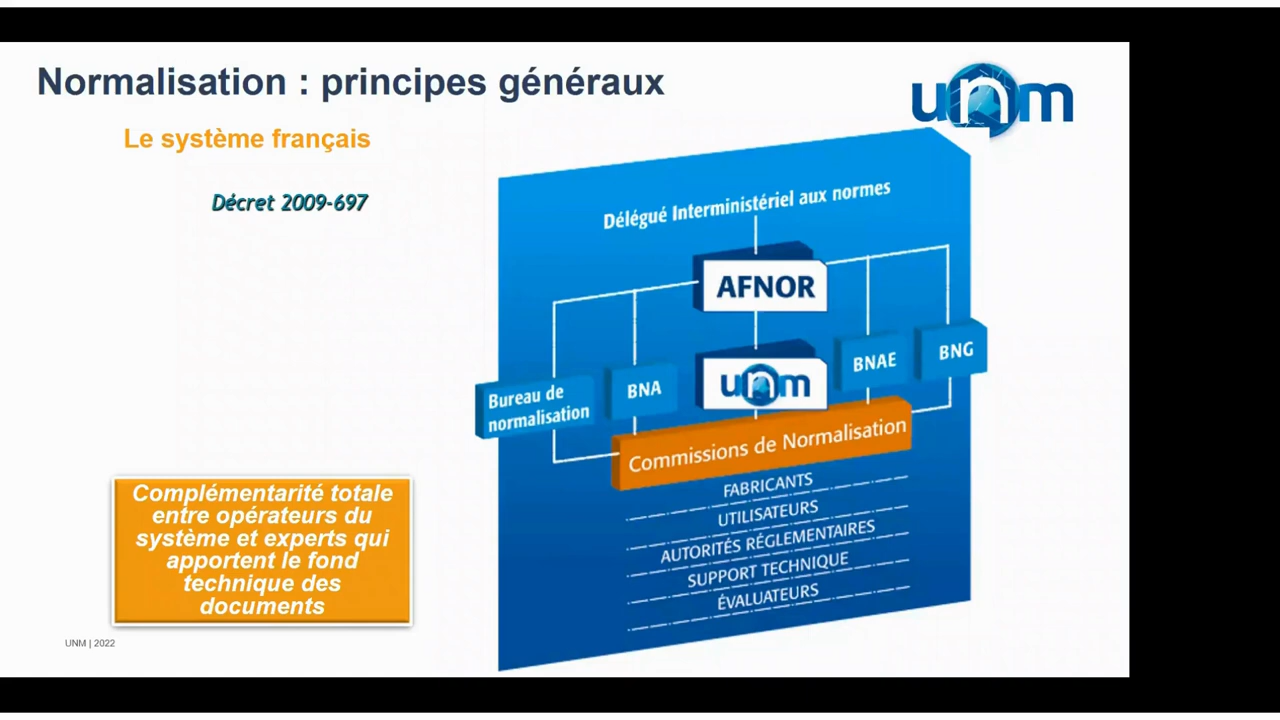 Normalisation : principes généraux
unm
Le système français
Décret 2009-697
Délégué Interministériel aux normes
AFNOR
Bureau de
normalisation
BNA
unm
BNAE
BNG
Commissions de Normalisation
FABRICANTS
UTILISATEURS
AUTORITÉS RÉGLEMENTAIRES
SUPPORT TECHNIQUE
ÉVALUATEURS
Complémentarité totale
entre opérateurs du
système et experts qui
apportent le fond
technique des
documents
UNM | 2022